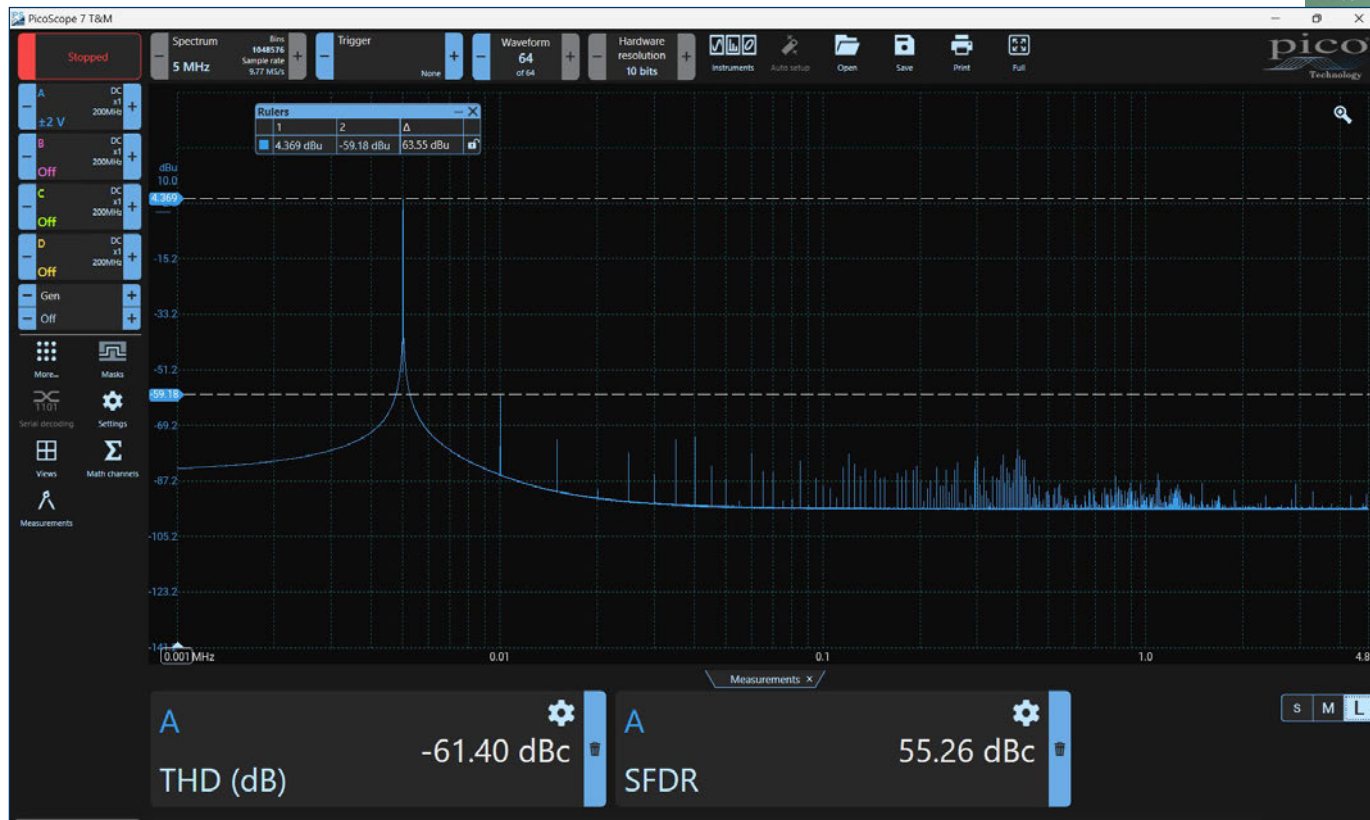 PicoScope 7 T&M
Stopped
Spectrum
5 MHz
Bins
1048576
Sample rate
9.77 MS/s
Trigger
None
Waveform
64
of 64
Hardware
resolution
10 bits
Instruments
Auto setup
Open
Save
Print
Full
pico
Technology
A
DC
x1
200MHz
±2 V
B
DC
x1
200MHz
Off
C
DC
x1
200MHz
Off
D
DC
x1
200MHz
Off
Gen
Off
More...
Masks
1101
Serial decoding
Settings
Views
Math channels
Measurements
Rulers
1 2 Δ
4.369 dBu -59.18 dBu 63.55 dBu
dBu
10.0
4.369
-15.2
-33.2
-51.2
-59.18
-69.2
-87.2
-105.2
-123.2
0.001 MHz 0.01 0.1 1.0 4.8
Measurements ×
A
-61.40 dBc
THD (dB)
A
55.26 dBc
SFDR
S M L